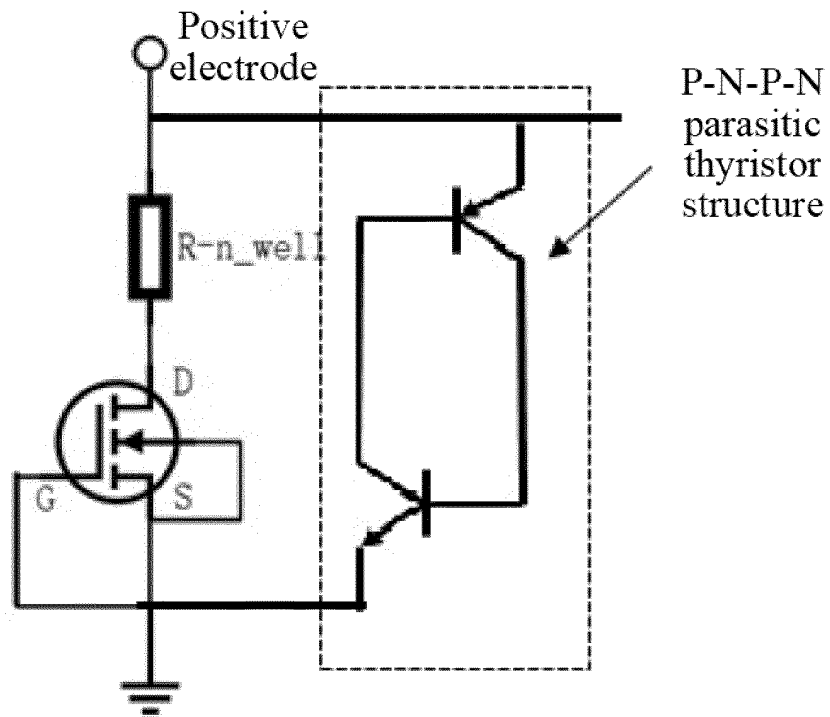 Positive
electrode
P-N-P-N
parasitic
thyristor
structure
R-n_well
D
G
S